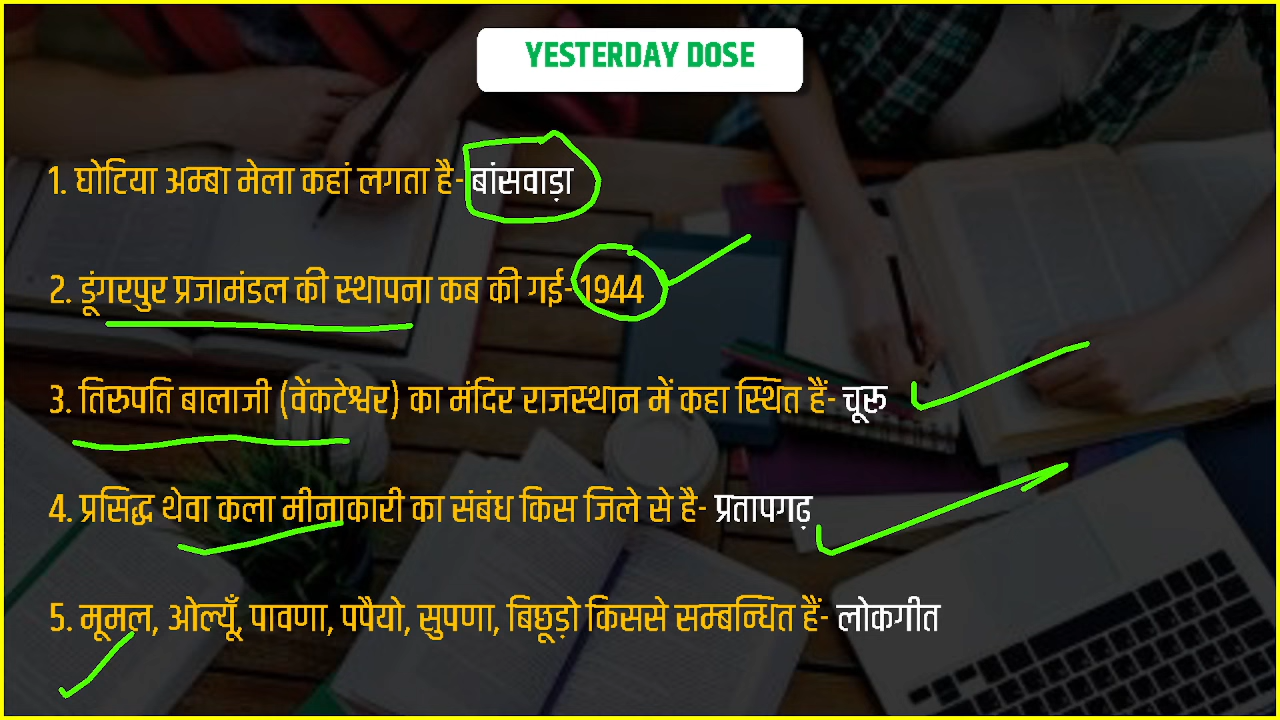 YESTERDAY DOSE
1. घोटिया अम्बा मेला कहां लगता है- बांसवाड़ा
2. डूंगरपुर प्रजामंडल की स्थापना कब की गई- 1944
3. तिरुपति बालाजी (वेंकटेश्वर) का मंदिर राजस्थान में कहा स्थित हैं- चूरू
4. प्रसिद्ध थेवा कला मीनाकारी का संबंध किस जिले से है- प्रतापगढ़
5. मूमल, ओल्यूँ, पावणा, पपैयो, सुपणा, बिछूड़ो किससे सम्बन्धित हैं- लोकगीत